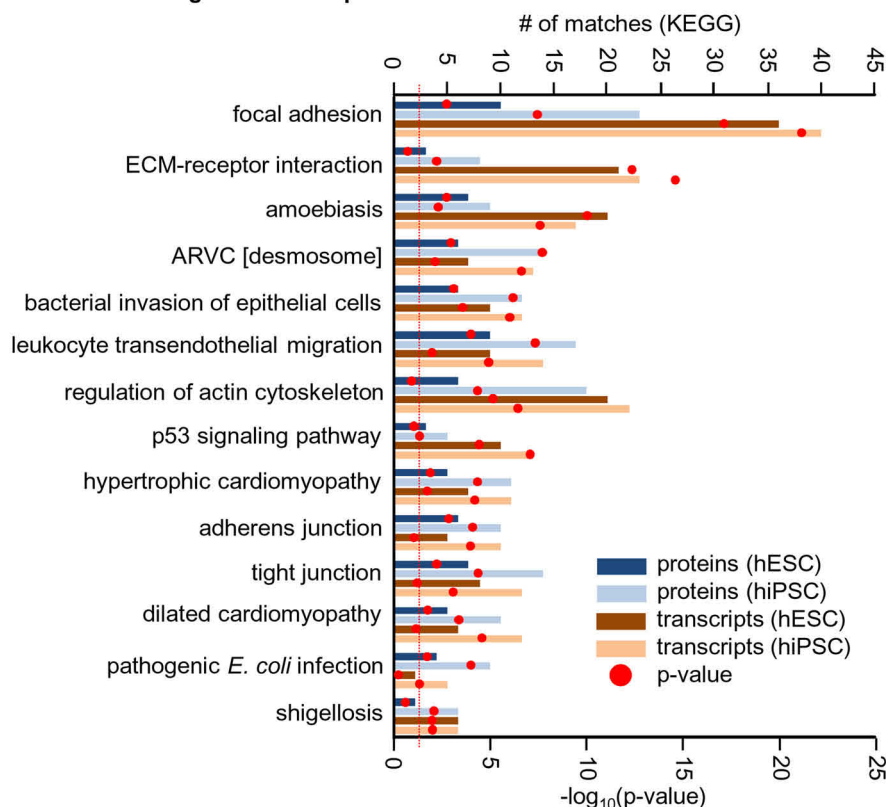 # of matches (KEGG)
0 5 10 15 20 25 30 35 40 45
focal adhesion
ECM-receptor interaction
amoebiasis
ARVC [desmosome]
bacterial invasion of epithelial cells
leukocyte transendothelial migration
regulation of actin cytoskeleton
p53 signaling pathway
hypertrophic cardiomyopathy
adherens junction
tight junction
dilated cardiomyopathy
pathogenic E. coli infection
shigellosis
proteins (hESC)
proteins (hiPSC)
transcripts (hESC)
transcripts (hiPSC)
p-value
0 5 10 15 20 25
-log10(p-value)